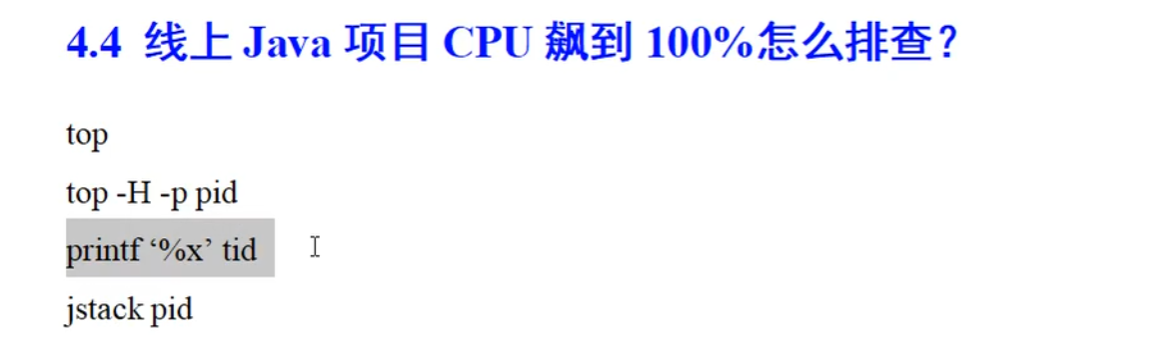 4.4 线上 Java 项目 CPU 飙到 100%怎么排查？
top
top -H -p pid
printf ‘%x’ tid
jstack pid